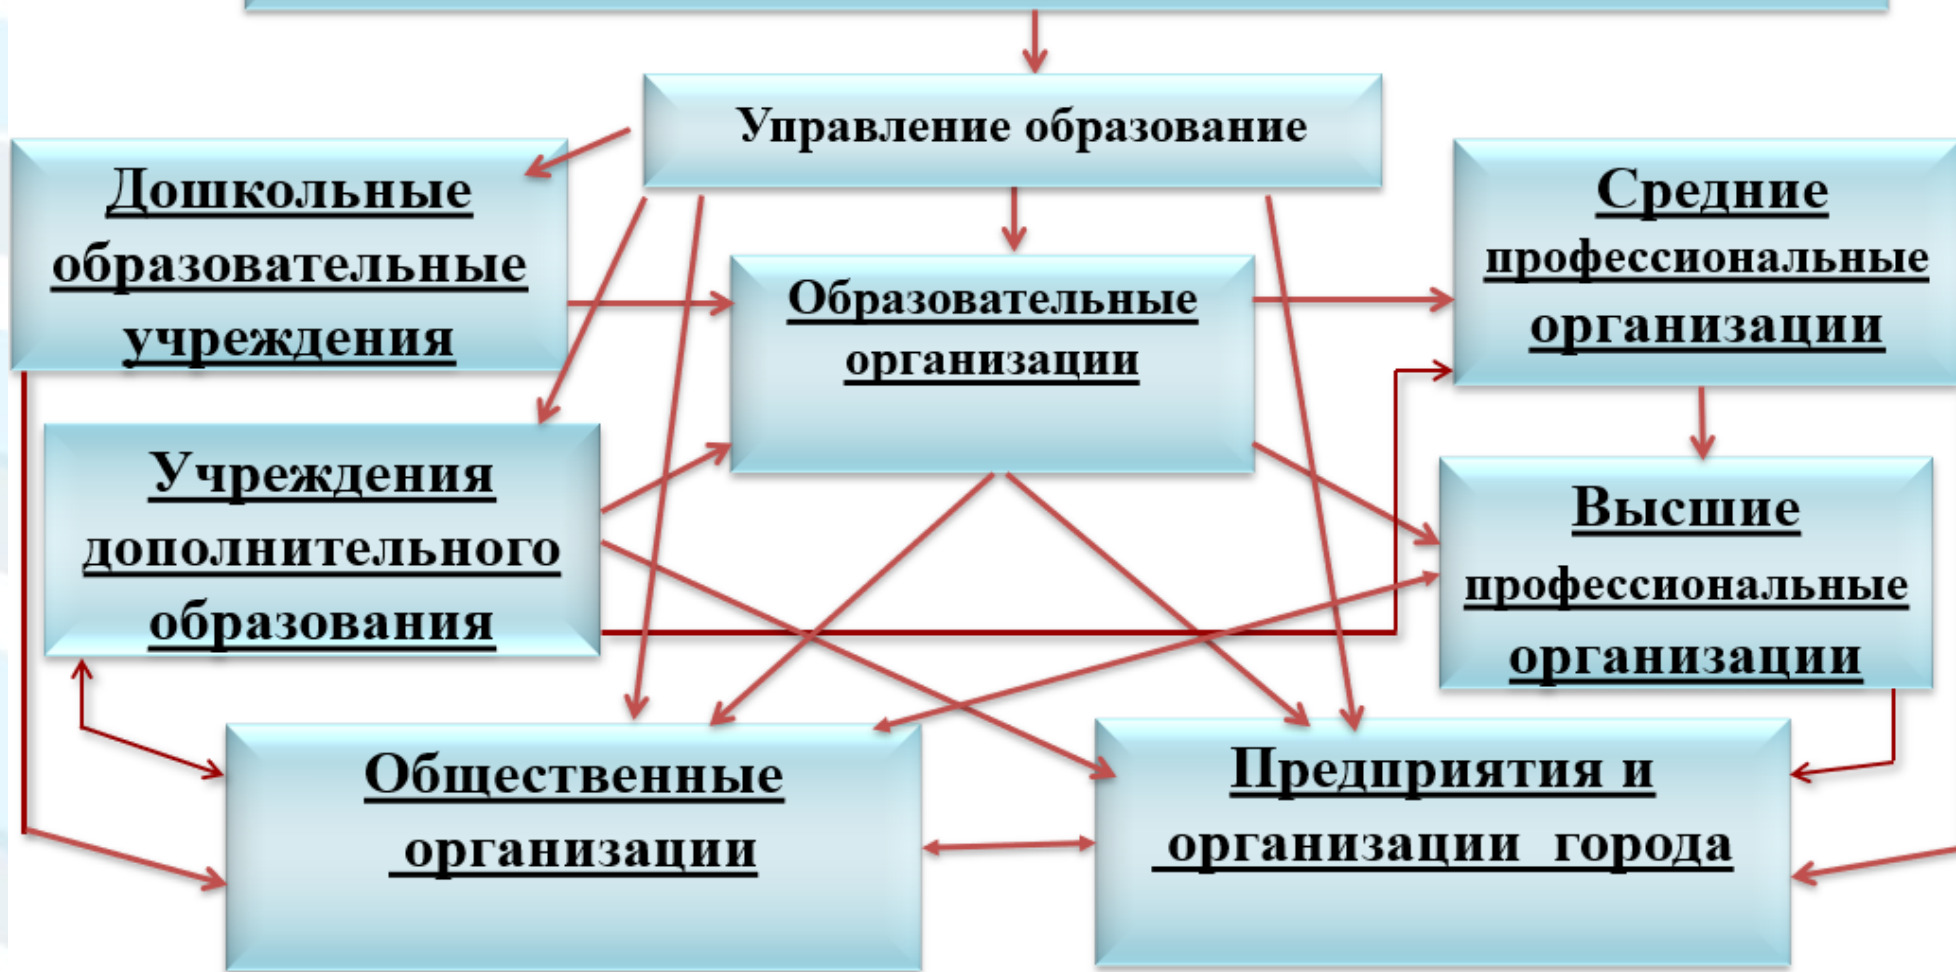 Управление образование
Дошкольные
образовательные
учреждения
Образовательные
организации
Средние
профессиональные
организации
Учреждения
дополнительного
образования
Высшие
профессиональные
организации
Общественные
организации
Предприятия и
организации города